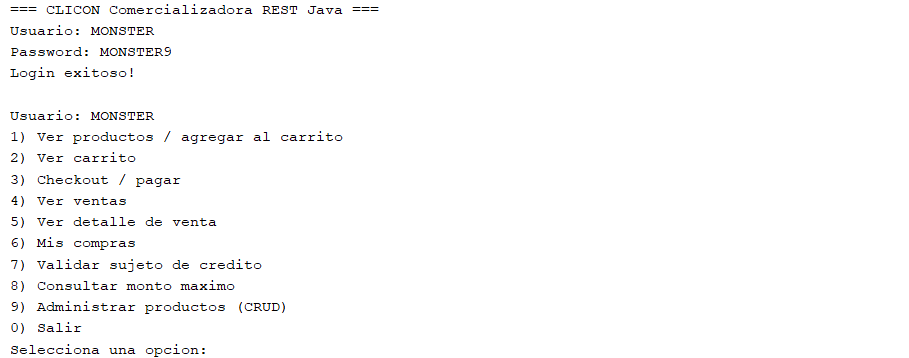 === CLICON Comercializadora REST Java ===
Usuario: MONSTER
Password: MONSTER9
Login exitoso!
Usuario: MONSTER
1) Ver productos / agregar al carrito
2) Ver carrito
3) Checkout / pagar
4) Ver ventas
5) Ver detalle de venta
6) Mis compras
7) Validar sujeto de credito
8) Consultar monto maximo
9) Administrar productos (CRUD)
0) Salir
Selecciona una opcion: